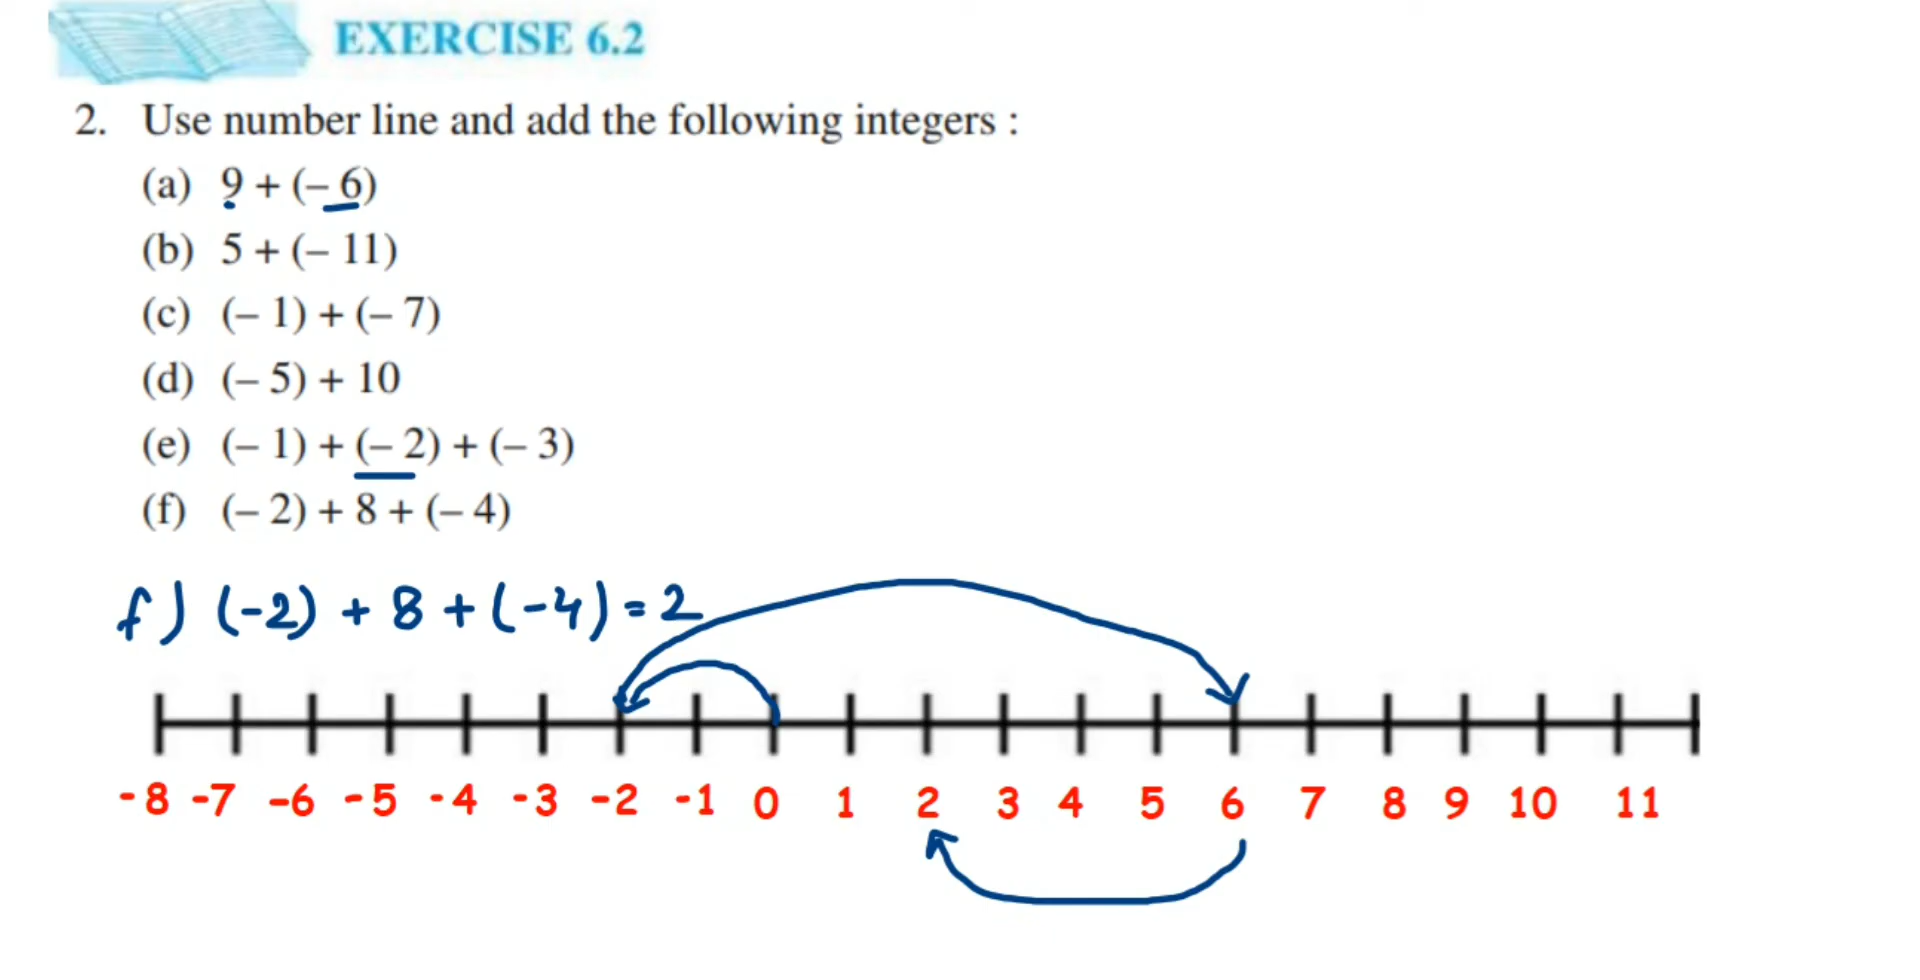 EXERCISE 6.2
2. Use number line and add the following integers :
(a) 9 + (– 6)
(b) 5 + (– 11)
(c) (– 1) + (– 7)
(d) (– 5) + 10
(e) (– 1) + (– 2) + (– 3)
(f) (– 2) + 8 + (– 4)
f) (-2) + 8 + (-4) = 2
-8 -7 -6 -5 -4 -3 -2 -1 0 1 2 3 4 5 6 7 8 9 10 11